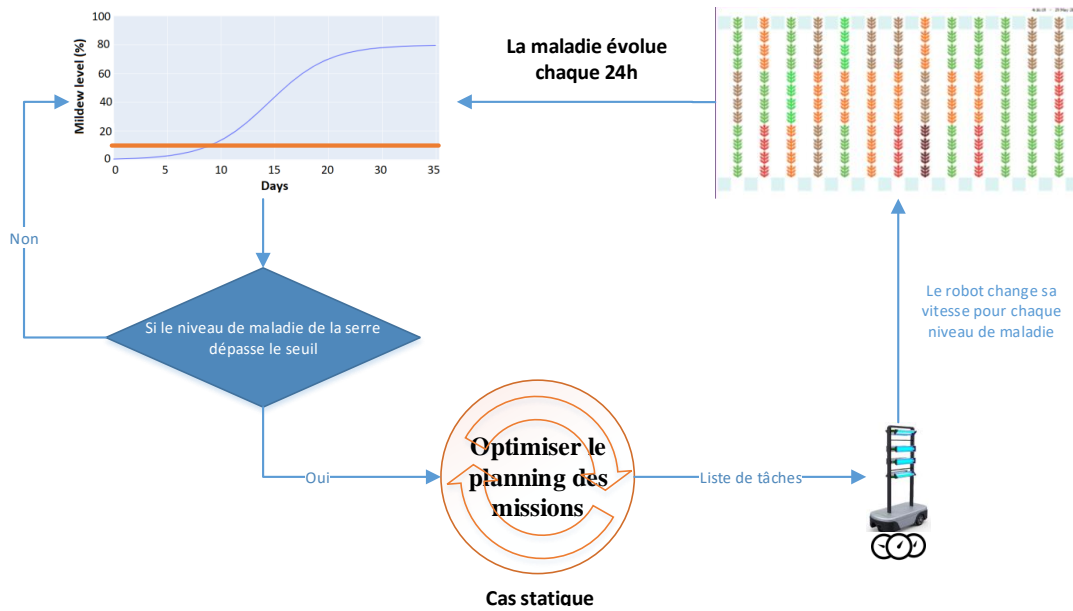 100
80
60
40
20
0
Mildew level (%)
0 5 10 15 20 25 30 35
Days
La maladie évolue
chaque 24h
Non
Si le niveau de maladie de la serre
dépasse le seuil
Le robot change sa
vitesse pour chaque
niveau de maladie
Oui
Optimiser le
planning des
missions
Liste de tâches
Cas statique